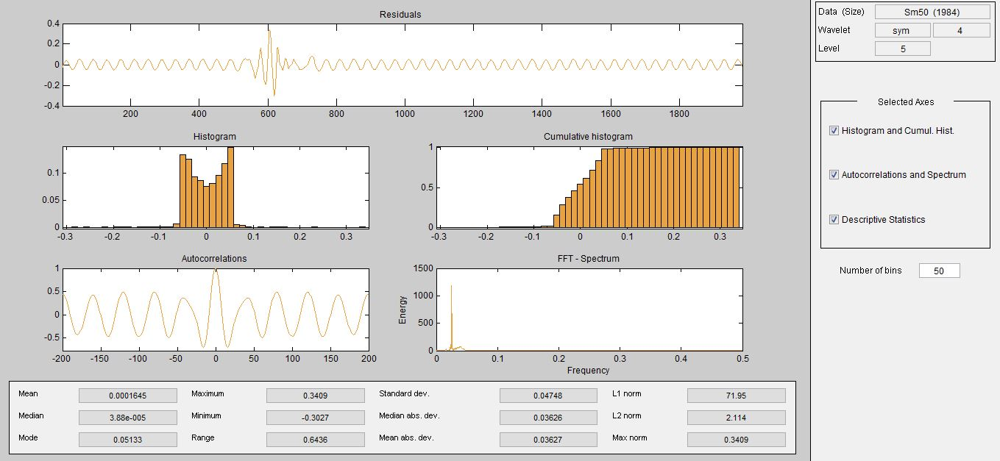 Residuals
0.4
0.2
0
-0.2
-0.4
200 400 600 800 1000 1200 1400 1600 1800
Histogram
0.1
0.05
0
-0.3 -0.2 -0.1 0 0.1 0.2 0.3
Cumulative histogram
1
0.5
0
-0.3 -0.2 -0.1 0 0.1 0.2 0.3
Autocorrelations
1
0.5
0
-0.5
-200 -150 -100 -50 0 50 100 150 200
FFT - Spectrum
1500
1000
500
0
Energy
0 0.1 0.2 0.3 0.4 0.5
Frequency
Mean 0.0001645 Maximum 0.3409 Standard dev. 0.04748 L1 norm 71.95
Median 3.88e-005 Minimum -0.3027 Median abs. dev. 0.03626 L2 norm 2.114
Mode 0.05133 Range 0.6436 Mean abs. dev. 0.03627 Max norm 0.3409
Data (Size) Sm50 (1984)
Wavelet sym 4
Level 5
Selected Axes
Histogram and Cumul. Hist.
Autocorrelations and Spectrum
Descriptive Statistics
Number of bins 50